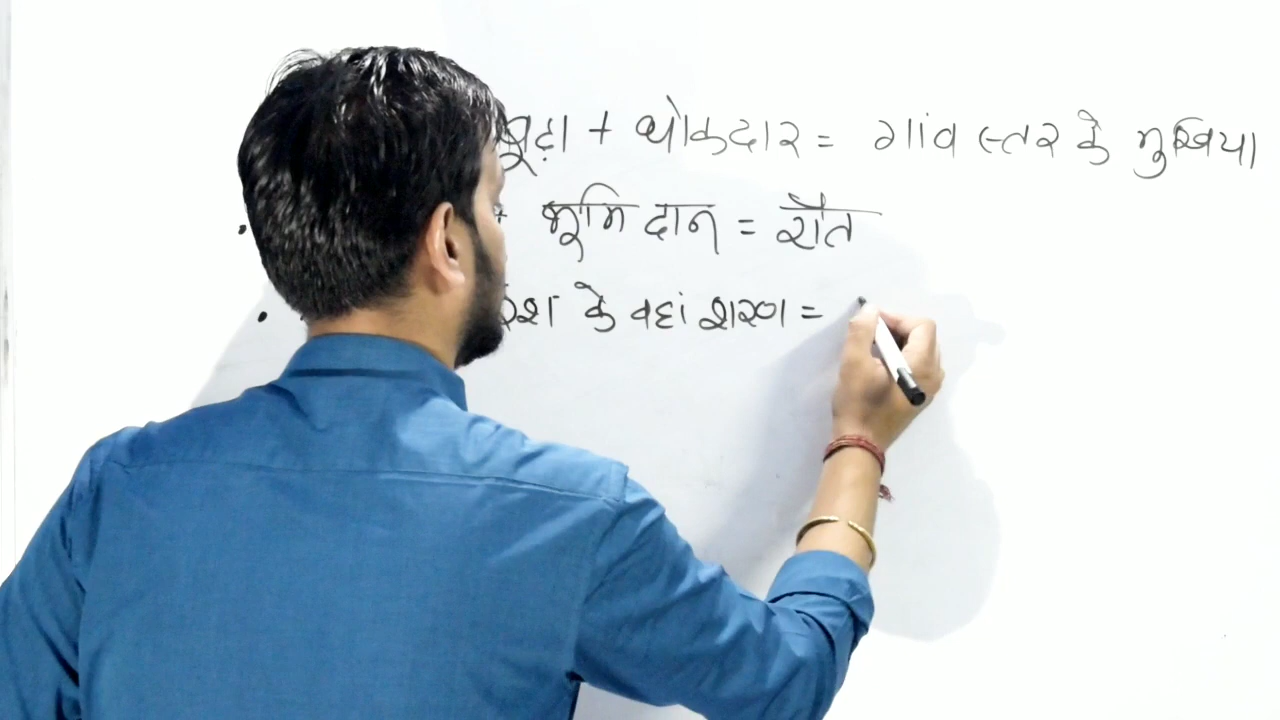 बूढ़ा + थोकदार = गांव स्तर के मुखिया
भूमि दान = रौत
के वहां शरण =